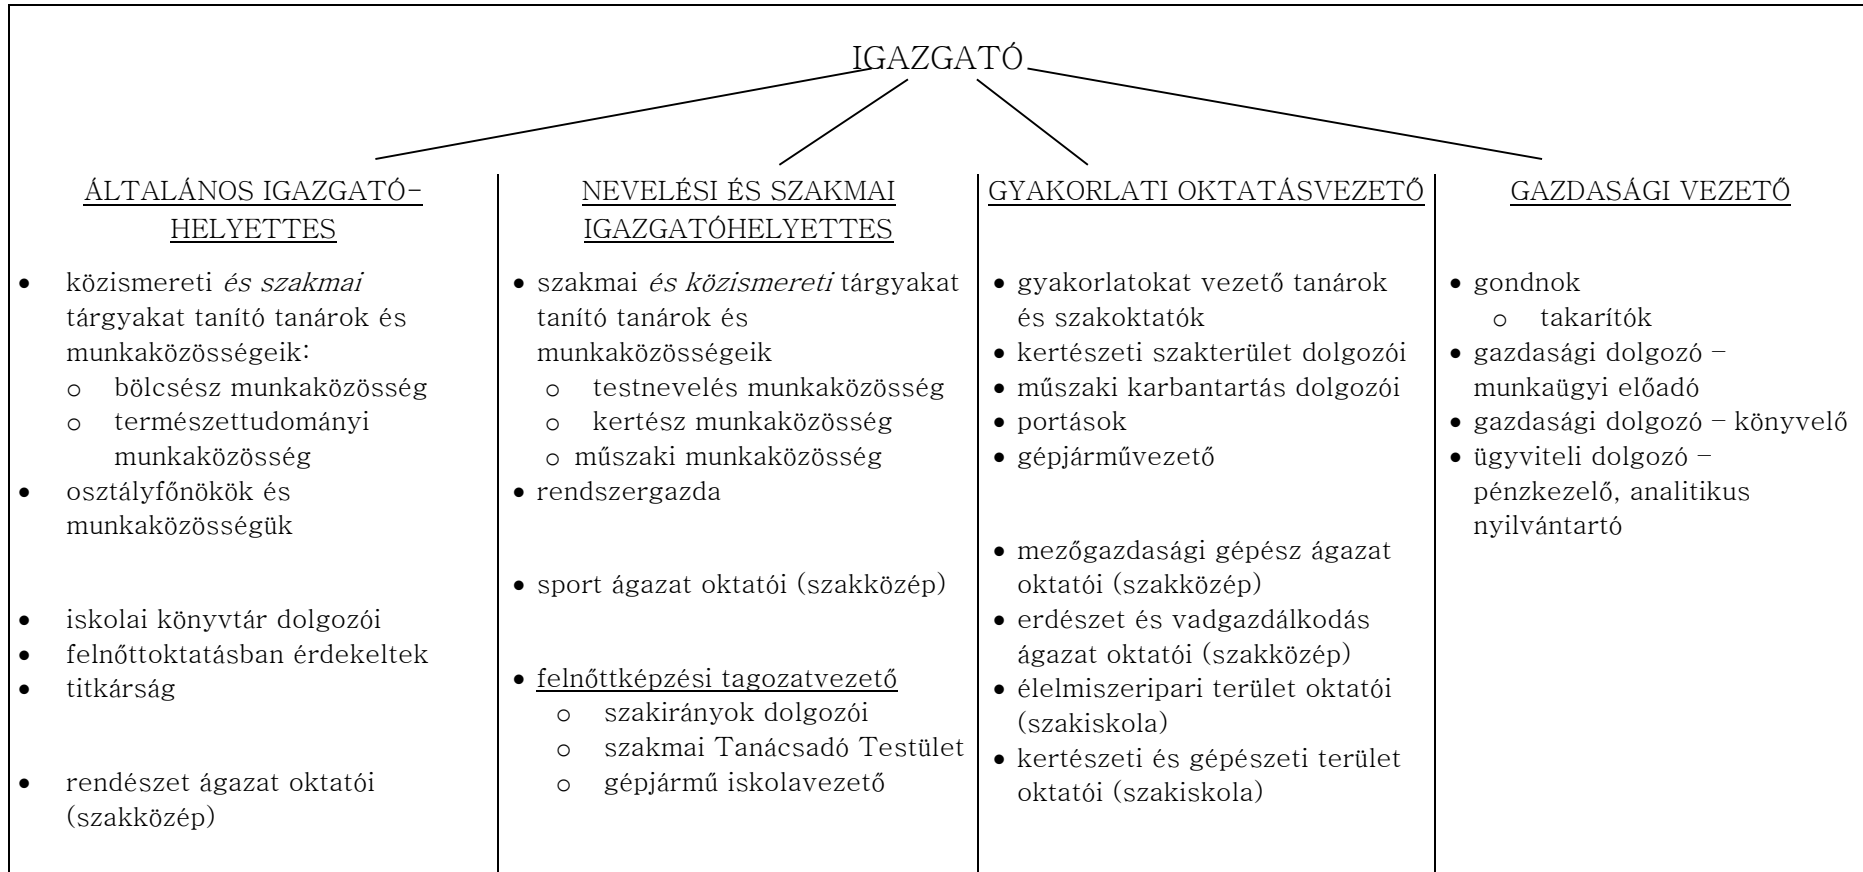 IGAZGATÓ
ÁLTALÁNOS IGAZGATÓ-
HELYETTES
• közismereti és szakmai
tárgyakat tanító tanárok és
munkaközösségeik:
o bölcsész munkaközösség
o természettudományi
munkaközösség
• osztályfőnökök és
munkaközösségük
• iskolai könyvtár dolgozói
• felnőttoktatásban érdekeltek
• titkárság
• rendészet ágazat oktatói
(szakközép)
NEVELÉSI ÉS SZAKMAI
IGAZGATÓHELYETTES
• szakmai és közismereti tárgyakat
tanító tanárok és
munkaközösségeik
o testnevelés munkaközösség
o kertész munkaközösség
o műszaki munkaközösség
• rendszergazda
• sport ágazat oktatói (szakközép)
• felnőttképzési tagozatvezető
o szakirányok dolgozói
o szakmai Tanácsadó Testület
o gépjármű iskolavezető
GYAKORLATI OKTATÁSVEZETŐ
• gyakorlatokat vezető tanárok
és szakoktatók
• kertészeti szakterület dolgozói
• műszaki karbantartás dolgozói
• portások
• gépjárművezető
• mezőgazdasági gépész ágazat
oktatói (szakközép)
• erdészet és vadgazdálkodás
ágazat oktatói (szakközép)
• élelmiszeripari terület oktatói
(szakiskola)
• kertészeti és gépészeti terület
oktatói (szakiskola)
GAZDASÁGI VEZETŐ
• gondnok
o takarítók
• gazdasági dolgozó –
munkaügyi előadó
• gazdasági dolgozó – könyvelő
• ügyviteli dolgozó –
pénzkezelő, analitikus
nyilvántartó